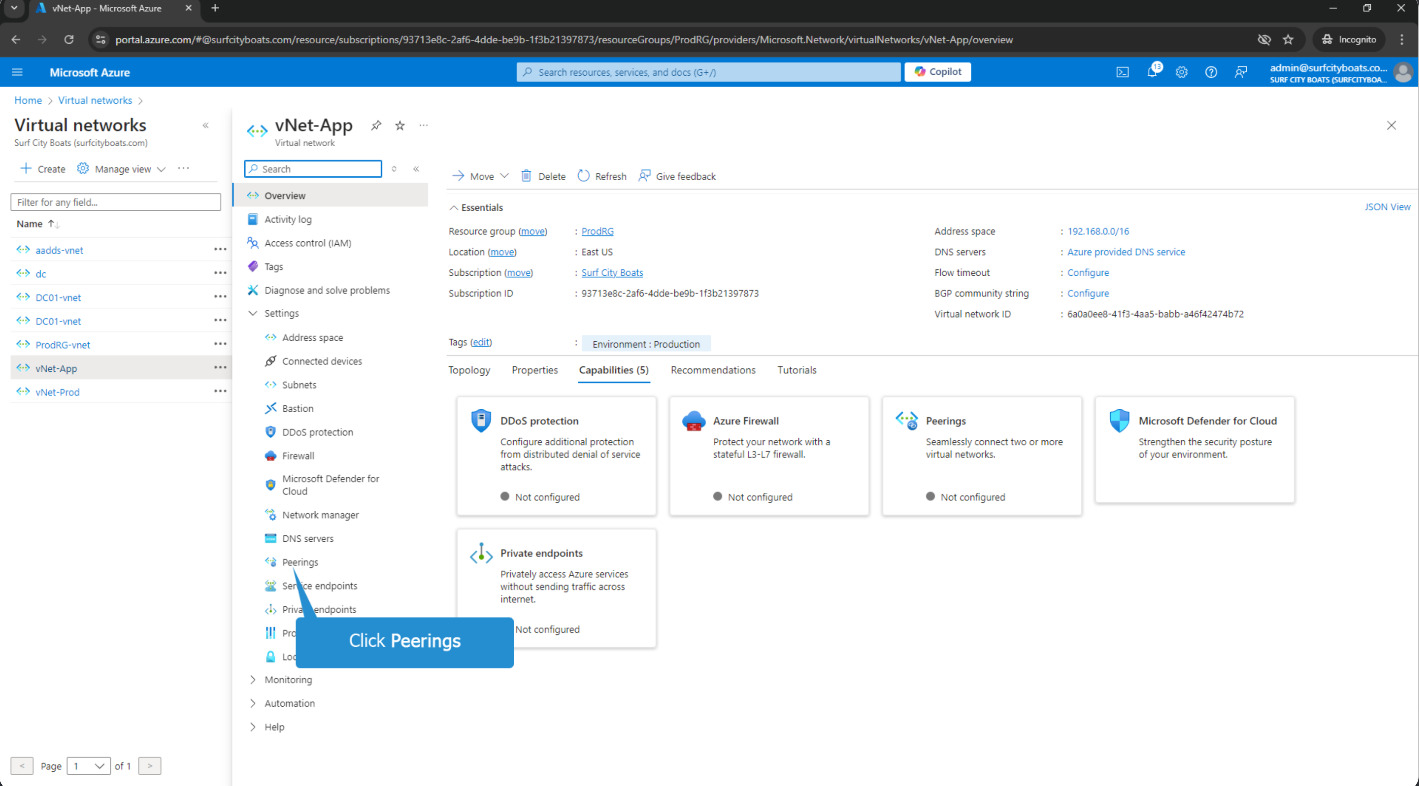 vNet-App - Microsoft Azure
portal.azure.com/#@surfcityboats.com/resource/subscriptions/93713e8c-2af6-4dde-be9b-1f3b21397873/resourceGroups/ProdRG/providers/Microsoft.Network/virtualNetworks/vNet-App/overview
Incognito
Microsoft Azure
Search resources, services, and docs (G+/)
Copilot
13
admin@surfcityboats.co...
SURF CITY BOATS (SURFCITYBOA...
Home > Virtual networks >
Virtual networks
Surf City Boats (surfcityboats.com)
Create
Manage view
Filter for any field...
Name
aadds-vnet
dc
DC01-vnet
DC01-vnet
ProdRG-vnet
vNet-App
vNet-Prod
Page 1 of 1
vNet-App
Virtual network
Search
Overview
Activity log
Access control (IAM)
Tags
Diagnose and solve problems
Settings
Address space
Connected devices
Subnets
Bastion
DDoS protection
Firewall
Microsoft Defender for
Cloud
Network manager
DNS servers
Peerings
Service endpoints
Private endpoints
Click Peerings
Monitoring
Automation
Help
Move
Delete
Refresh
Give feedback
Essentials
JSON View
Resource group (move) : ProdRG
Location (move) : East US
Subscription (move) : Surf City Boats
Subscription ID : 93713e8c-2af6-4dde-be9b-1f3b21397873
Address space : 192.168.0.0/16
DNS servers : Azure provided DNS service
Flow timeout : Configure
BGP community string : Configure
Virtual network ID : 6a0a0ee8-41f3-4aa5-babb-a46f42474b72
Tags (edit) : Environment : Production
Topology
Properties
Capabilities (5)
Recommendations
Tutorials
DDoS protection
Configure additional protection
from distributed denial of service
attacks.
Not configured
Azure Firewall
Protect your network with a
stateful L3-L7 firewall.
Not configured
Peerings
Seamlessly connect two or more
virtual networks.
Not configured
Microsoft Defender for Cloud
Strengthen the security posture
of your environment.
Private endpoints
Privately access Azure services
without sending traffic across
internet.
Not configured